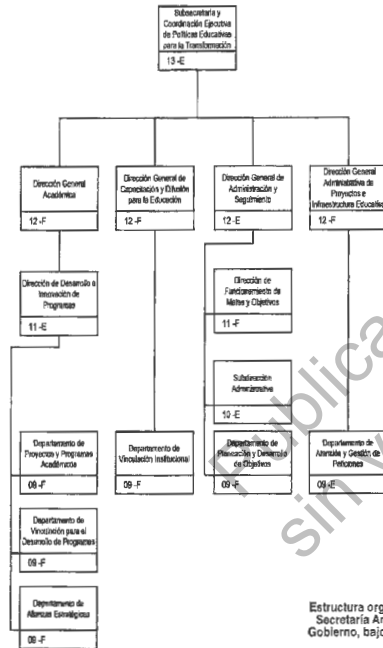 Subsecretaría y
Coordinación Ejecutiva
de Políticas Educativas
para la Transformación
13 -E
Dirección General
Académica
12 -F
Dirección General de
Capacitación y Difusión
para la Educación
12 -F
Dirección General de
Administración y
Seguimiento
12 -E
Dirección General
Administrativa de
Proyectos e
Infraestructura Educativa
12 -F
Dirección de Desarrollo e
Innovación de
Programas
11 -E
Dirección de
Fancionamiento de
Metas y Objetivos
11 -F
Subdirección
Administrativa
10 -E
Departamento de
Proyectos y Programas
Académicos
09 -F
Departamento de
Vinculación Institucional
09 -F
Departamento de
Planeación y Desarrollo
de Objetivos
09 -F
Departamento de
Atención y Gestión de
Peticiones
09 -E
Departamento de
Vinculación para el
Desarrollo de Programas
09 -F
Departamento de
Alianzas Estratégicas
09 -F
Publica
sin v
Estructura org
Secretaría Ar
Gobierno, bajo